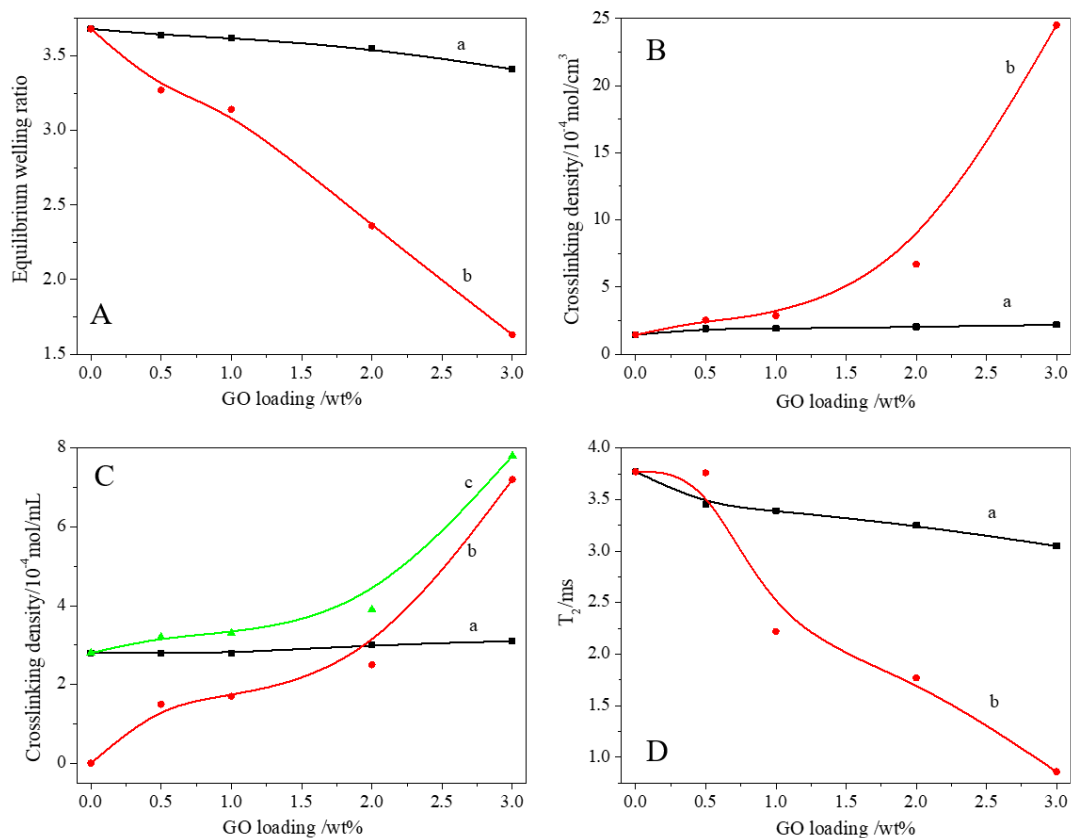 A
Equilibrium welling ratio
3.5
3.0
2.5
2.0
1.5
a
b
0.0 0.5 1.0 1.5 2.0 2.5 3.0
GO loading /wt%
B
Crosslinking density/10⁻⁴mol/cm³
25
20
15
10
5
0
b
a
0.0 0.5 1.0 1.5 2.0 2.5 3.0
GO loading /wt%
C
Crosslinking density/10⁻⁴mol/mL
8
6
4
2
0
c
b
a
0.0 0.5 1.0 1.5 2.0 2.5 3.0
GO loading /wt%
D
T₂/ms
4.0
3.5
3.0
2.5
2.0
1.5
1.0
a
b
0.0 0.5 1.0 1.5 2.0 2.5 3.0
GO loading /wt%